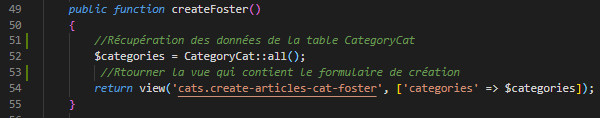 49 public function createFoster()
50 {
51 //Récupération des données de la table CategoryCat
52 $categories = CategoryCat::all();
53 //Rtourner la vue qui contient le formulaire de création
54 return view('cats.create-articles-cat-foster', ['categories' => $categories]);
55 }